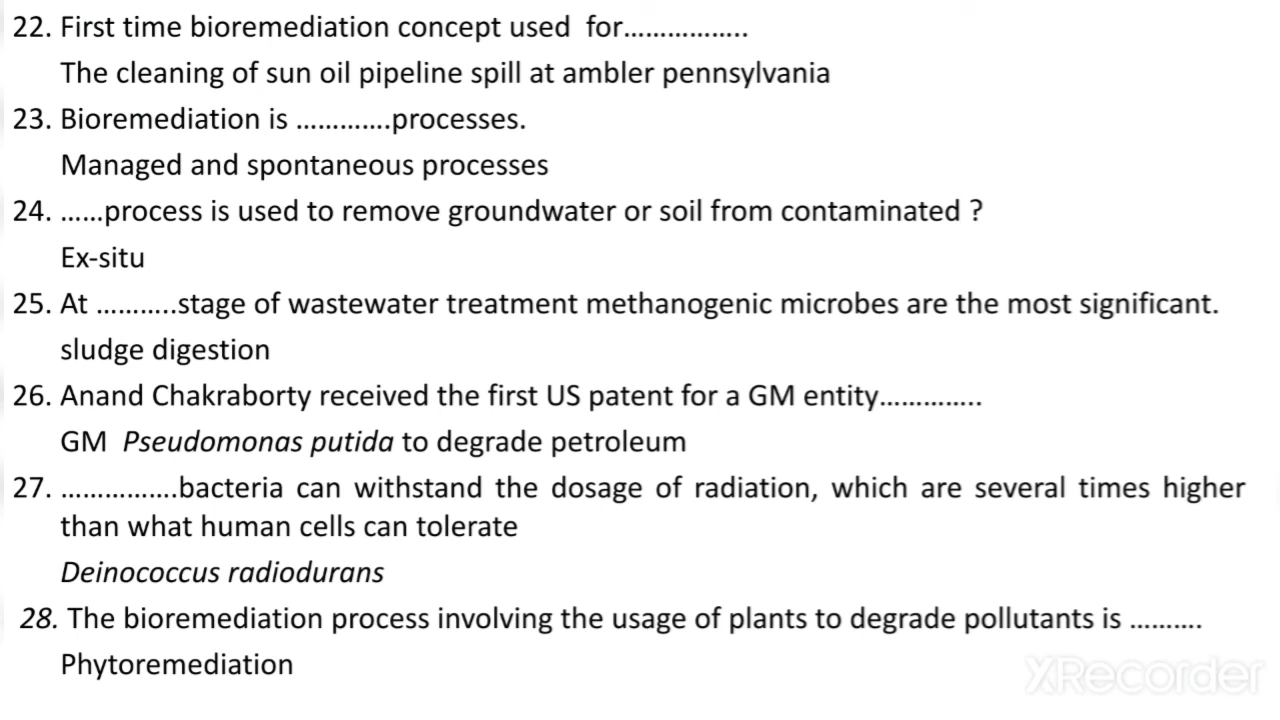 22. First time bioremediation concept used for……………..
The cleaning of sun oil pipeline spill at ambler pennsylvania
23. Bioremediation is ………….processes.
Managed and spontaneous processes
24. ……process is used to remove groundwater or soil from contaminated ?
Ex-situ
25. At ………..stage of wastewater treatment methanogenic microbes are the most significant.
sludge digestion
26. Anand Chakraborty received the first US patent for a GM entity…………..
GM Pseudomonas putida to degrade petroleum
27. …………….bacteria can withstand the dosage of radiation, which are several times higher
than what human cells can tolerate
Deinococcus radiodurans
28. The bioremediation process involving the usage of plants to degrade pollutants is ……….
Phytoremediation
XRecorder